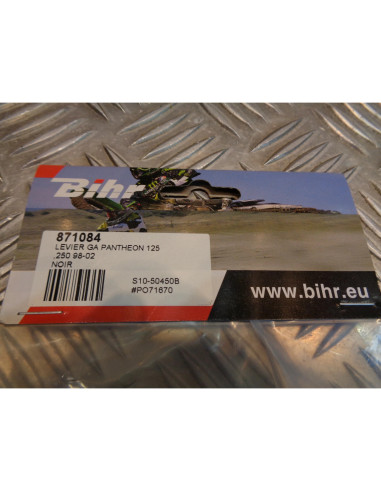 Bihr
871084
LEVIER GA PANTHEON 125
.250 98-02
NOIR
S10-50450B
#PO71670
www.bihr.eu